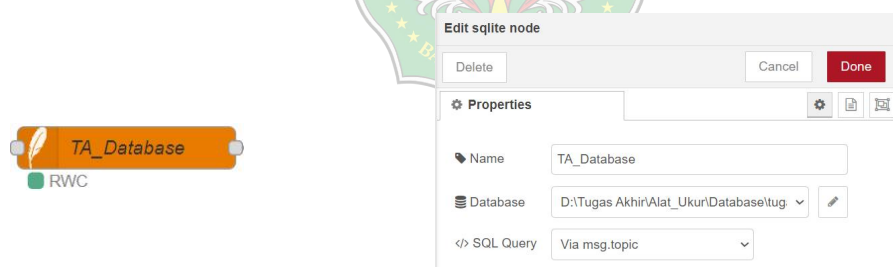 Edit sqlite node
Delete
Cancel
Done
Properties
Name
TA_Database
Database
D:\Tugas Akhir\Alat_Ukur\Database\tuga
</> SQL Query
Via msg.topic
TA_Database
RWC